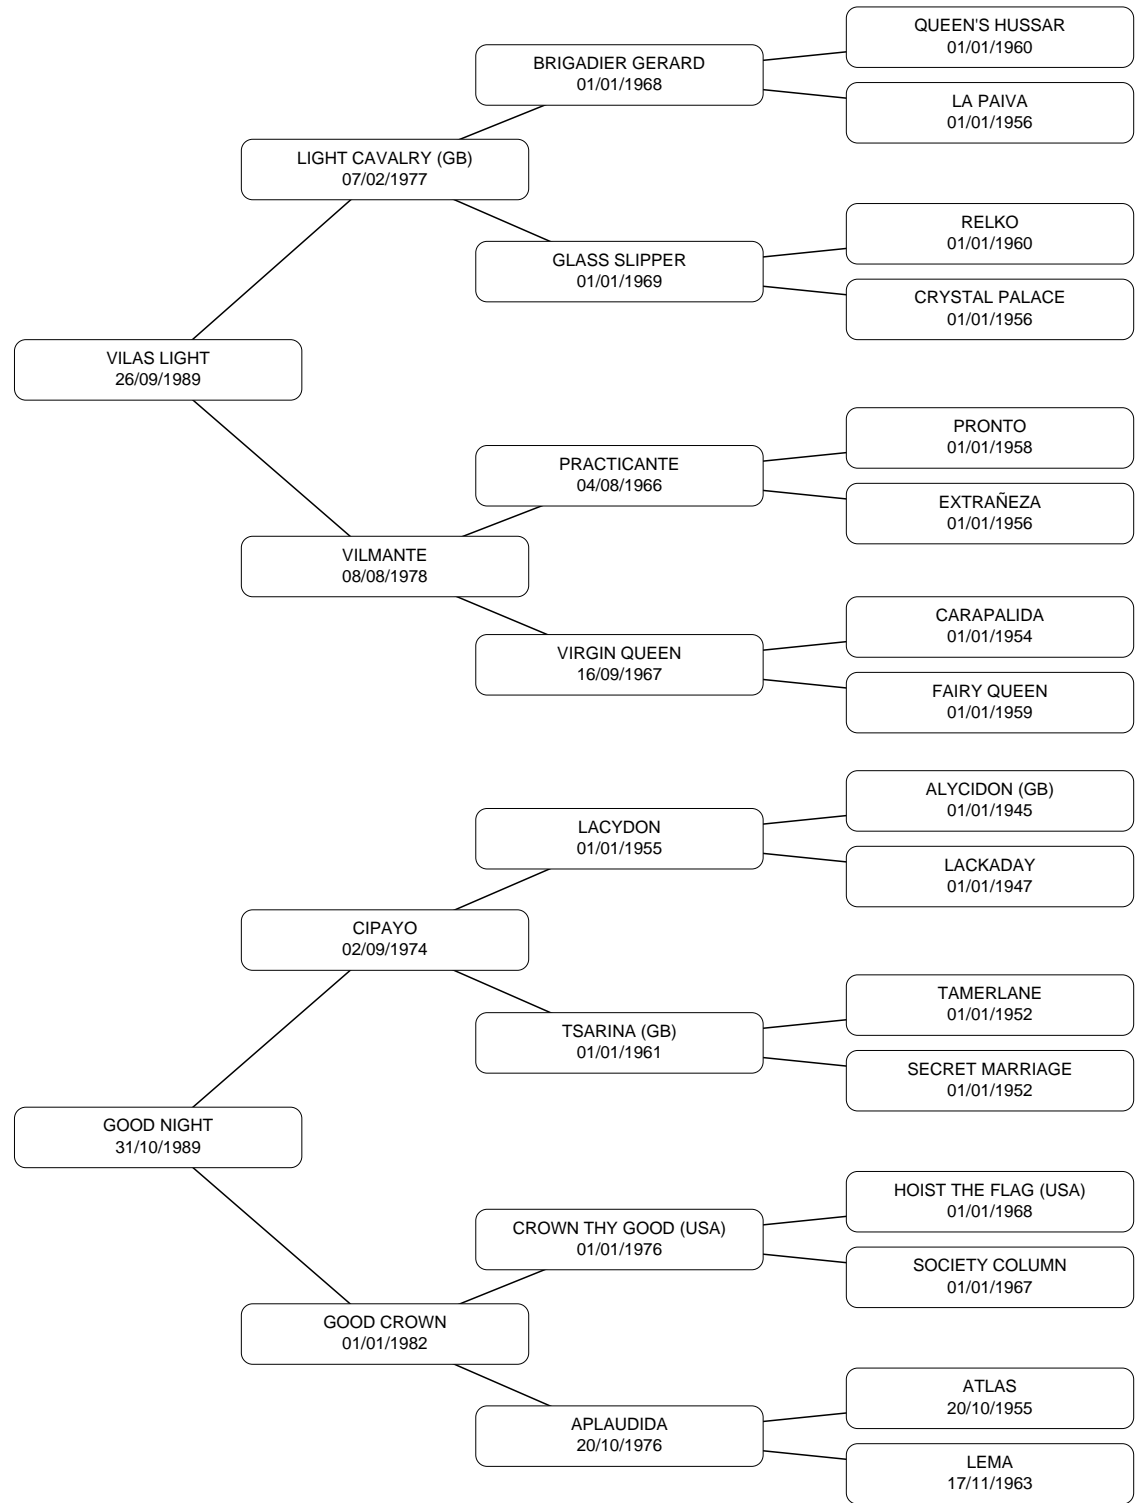 QUEEN'S HUSSAR
01/01/1960
BRIGADIER GERARD
01/01/1968
LA PAIVA
01/01/1956
LIGHT CAVALRY (GB)
07/02/1977
RELKO
01/01/1960
GLASS SLIPPER
01/01/1969
CRYSTAL PALACE
01/01/1956
VILAS LIGHT
26/09/1989
PRONTO
01/01/1958
PRACTICANTE
04/08/1966
EXTRAÑEZA
01/01/1956
VILMANTE
08/08/1978
CARAPALIDA
01/01/1954
VIRGIN QUEEN
16/09/1967
FAIRY QUEEN
01/01/1959
ALYCIDON (GB)
01/01/1945
LACYDON
01/01/1955
LACKADAY
01/01/1947
CIPAYO
02/09/1974
TAMERLANE
01/01/1952
TSARINA (GB)
01/01/1961
SECRET MARRIAGE
01/01/1952
GOOD NIGHT
31/10/1989
HOIST THE FLAG (USA)
01/01/1968
CROWN THY GOOD (USA)
01/01/1976
SOCIETY COLUMN
01/01/1967
GOOD CROWN
01/01/1982
ATLAS
20/10/1955
APLAUDIDA
20/10/1976
LEMA
17/11/1963